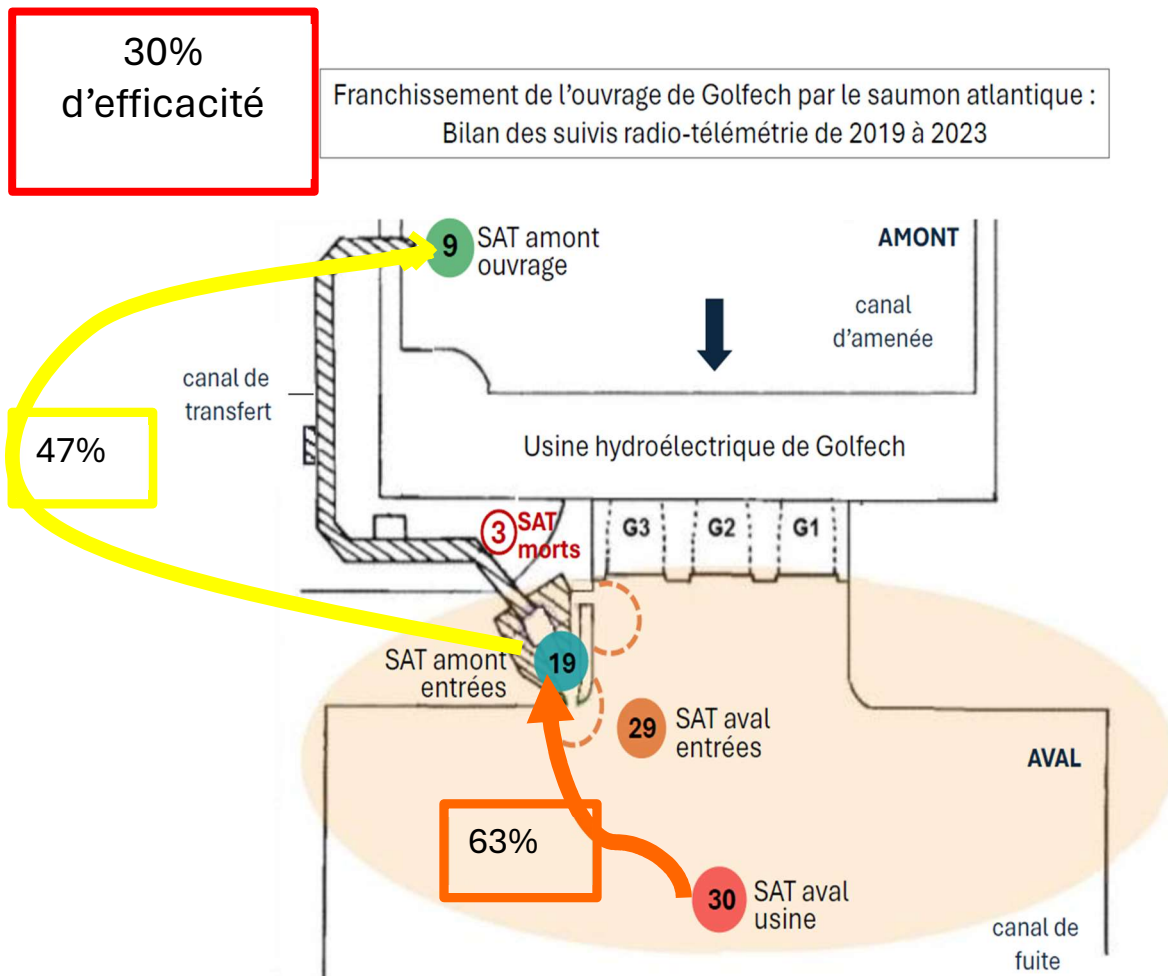 30%
d’efficacité
Franchissement de l’ouvrage de Golfech par le saumon atlantique :
Bilan des suivis radio-télémétrie de 2019 à 2023
9
SAT amont
ouvrage
AMONT
canal
d’amenée
canal de
transfert
47%
Usine hydroélectrique de Golfech
3
SAT
morts
G3
G2
G1
SAT amont
entrées
19
29
SAT aval
entrées
AVAL
63%
30
SAT aval
usine
canal de
fuite